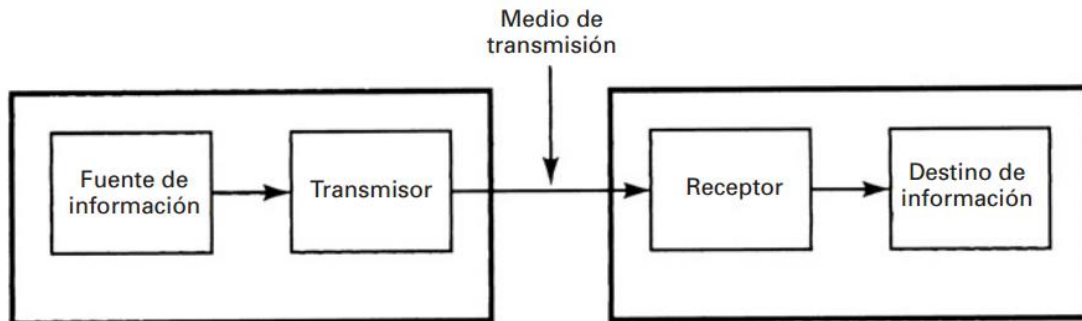 Medio de
transmisión
Fuente de
información
Transmisor
Receptor
Destino de
información